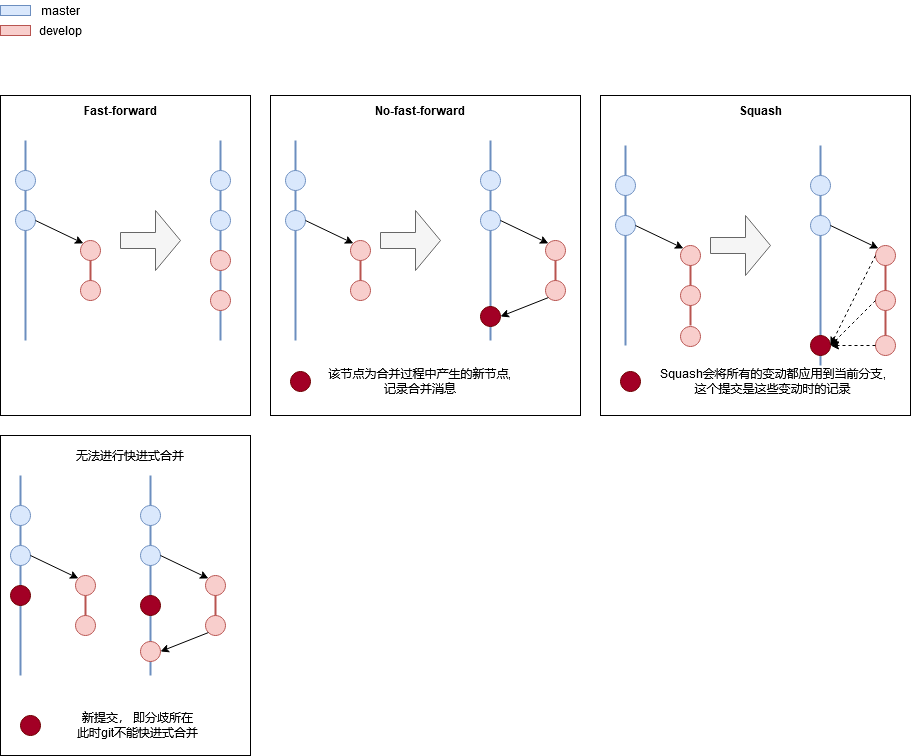 master
develop
Fast-forward
No-fast-forward
该节点为合并过程中产生的新节点,
记录合并消息
Squash
Squash会将所有的变动都应用到当前分支,
这个提交是这些变动时的记录
无法进行快进式合并
新提交， 即分歧所在
此时git不能快进式合并